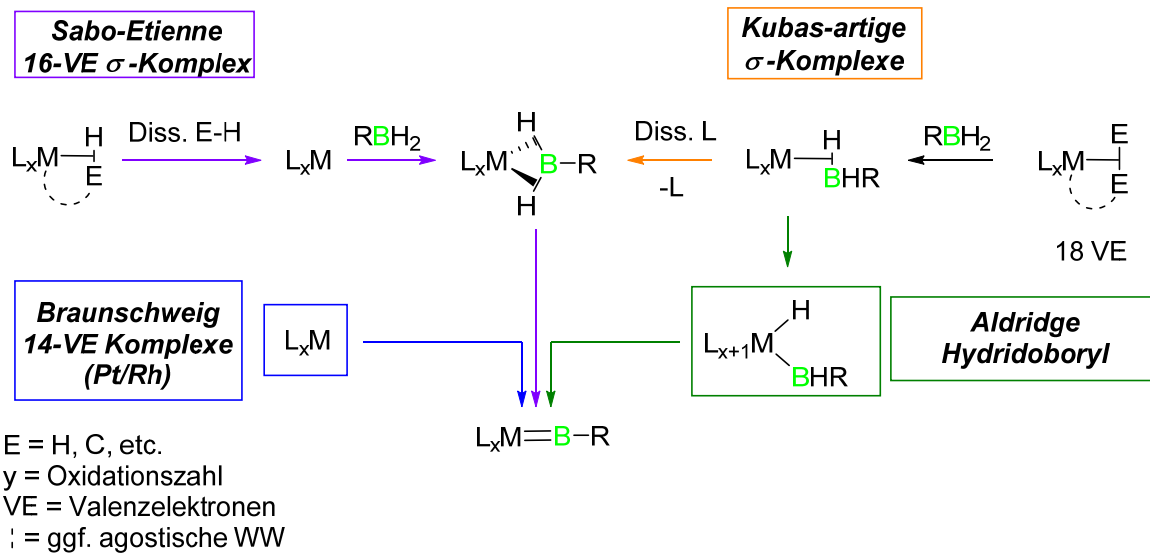 Sabo-Etienne
16-VE σ-Komplex
Kubas-artige
σ-Komplexe
H
LxM
E
Diss. E-H
LxM
RBH2
H
LxM
B-R
H
Diss. L
-L
H
LxM
BHR
RBH2
E
LxM
E
18 VE
Braunschweig
14-VE Komplexe
(Pt/Rh)
LxM
H
Lx+1M
BHR
Aldridge
Hydridoboryl
LxM=B-R
E = H, C, etc.
y = Oxidationszahl
VE = Valenzelektronen
¦ = ggf. agostische WW